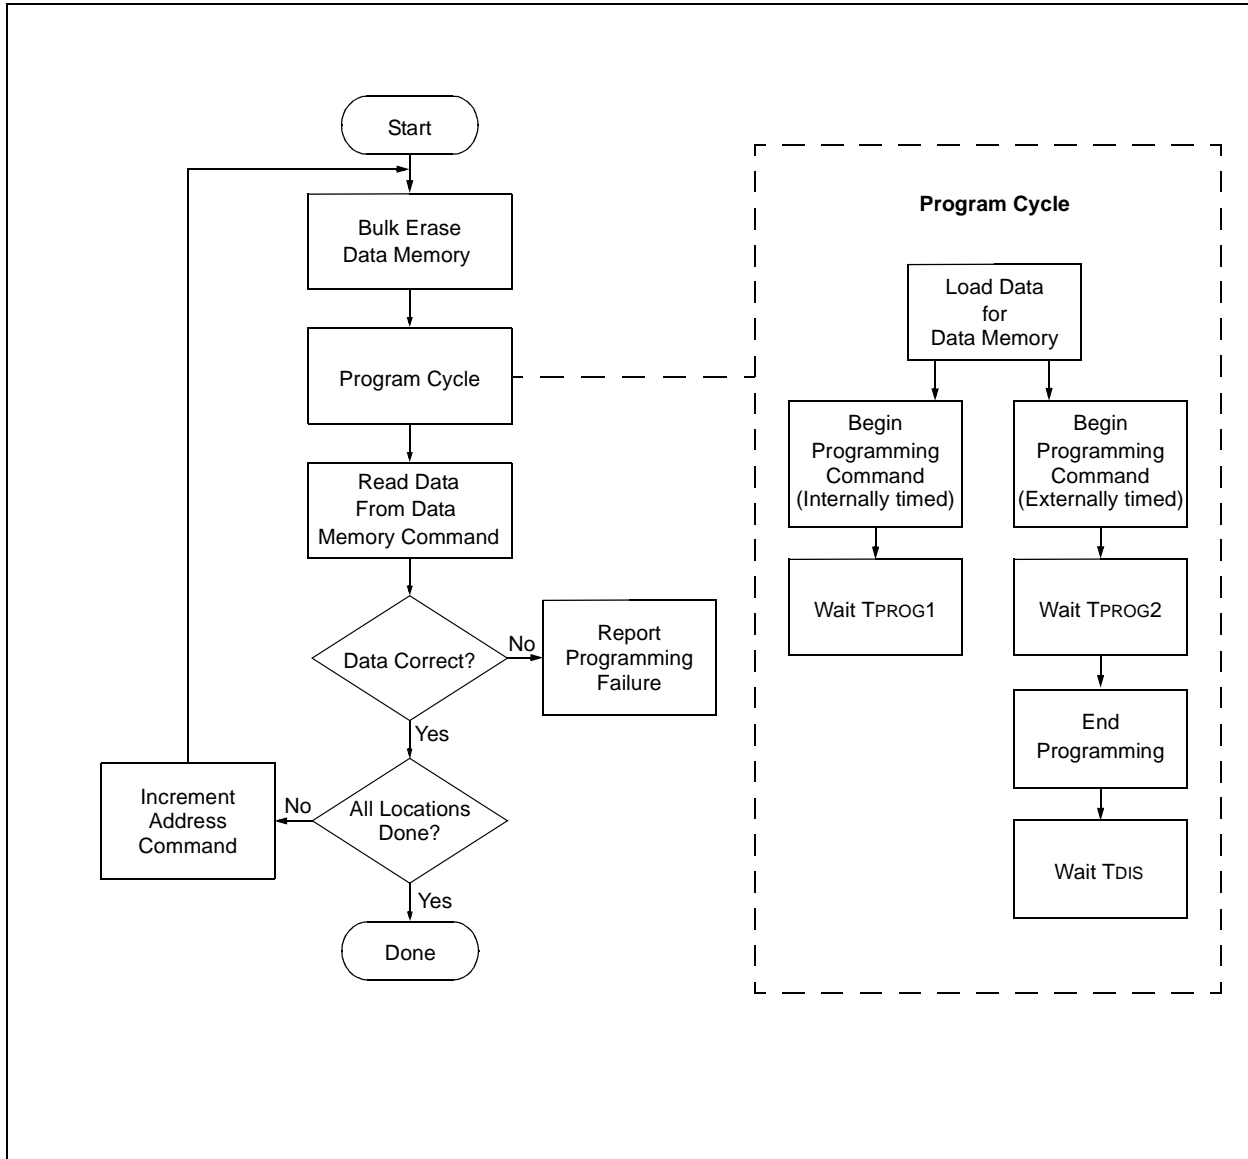 Start
Bulk Erase
Data Memory
Program Cycle
Read Data
From Data
Memory Command
Data Correct?
No
Report
Programming
Failure
Yes
All Locations
Done?
No
Increment
Address
Command
Yes
Done
Program Cycle
Load Data
for
Data Memory
Begin
Programming
Command
(Internally timed)
Wait TPROG1
Begin
Programming
Command
(Externally timed)
Wait TPROG2
End
Programming
Wait TDIS